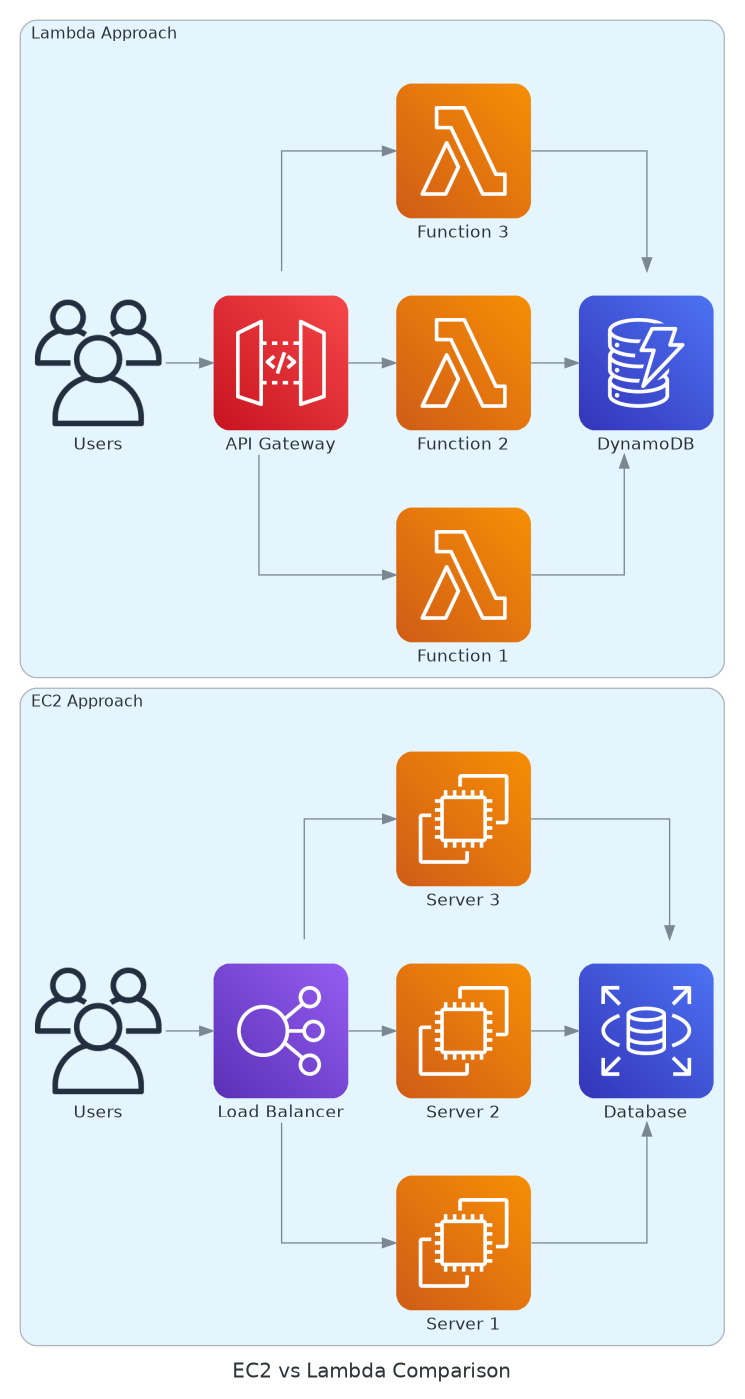 Lambda Approach
Function 3
Users
API Gateway
Function 2
DynamoDB
Function 1
EC2 Approach
Server 3
Users
Load Balancer
Server 2
Database
Server 1
EC2 vs Lambda Comparison